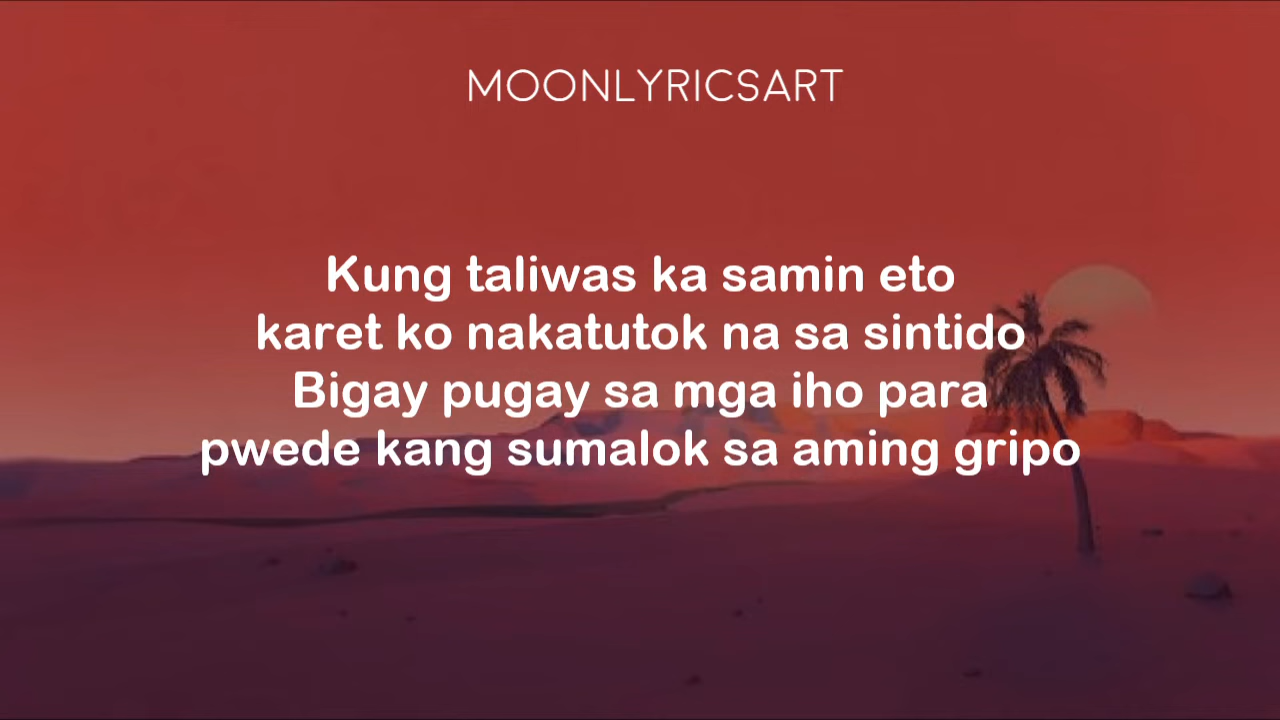 MOONLYRICSART
Kung taliwas ka samin eto
karet ko nakatutok na sa sintido
Bigay pugay sa mga iho para
pwede kang sumalok sa aming gripo